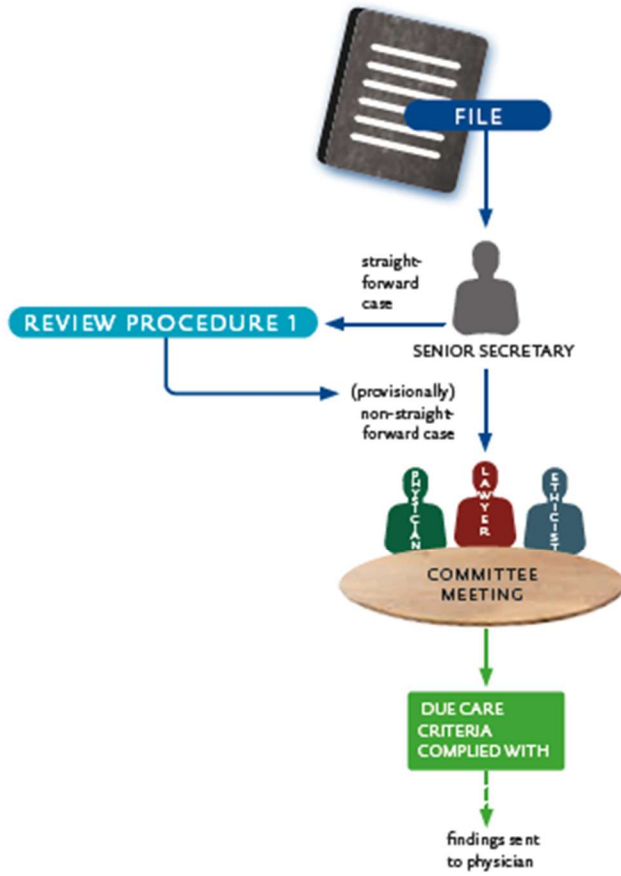 FILE
straight-
forward
case
REVIEW PROCEDURE 1
SENIOR SECRETARY
(provisionally)
non-straight-
forward case
PHYSICIAN
LAWYER
ETHICIST
COMMITTEE
MEETING
DUE CARE
CRITERIA
COMPLIED WITH
findings sent
to physician